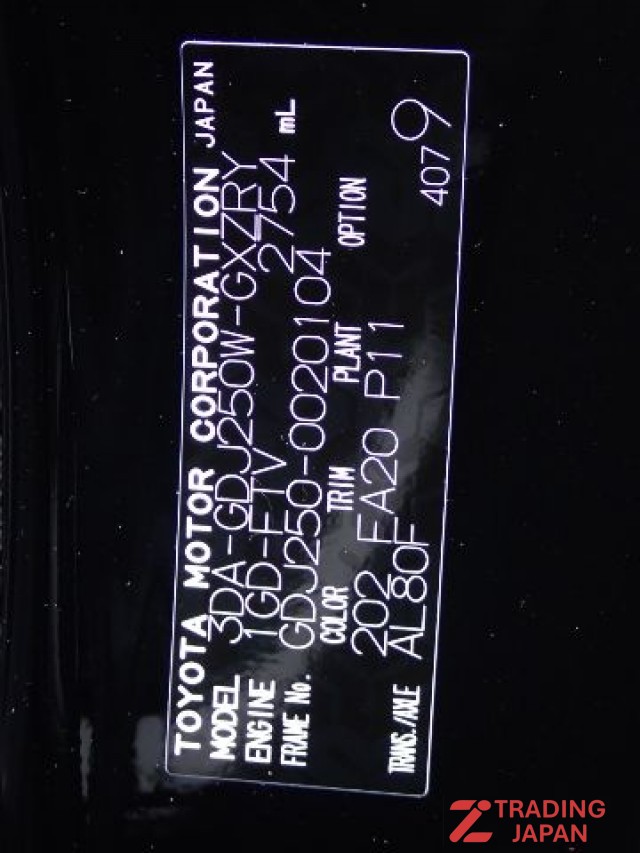 TOYOTA MOTOR CORPORATION JAPAN
MODEL 3DA-GDJ250W-GXZRY
ENGINE 1GD-FTV 2754 mL
FRAME No. GDJ250-0020104
COLOR TRIM PLANT OPTION
202 EA20 P11
TRANS./AXLE AL80F 4079
TRADING
JAPAN